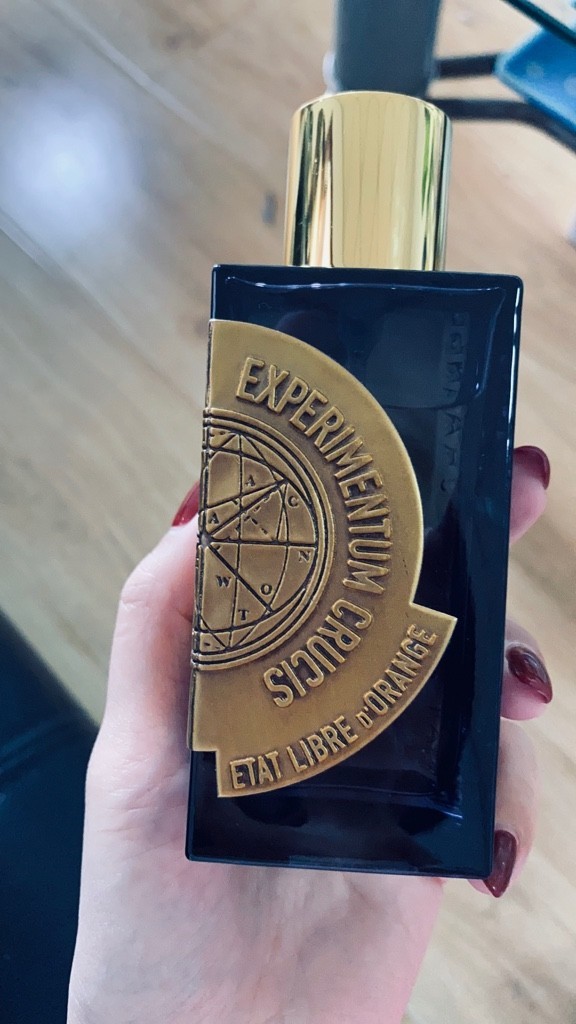 EXPERIMENTUM CRUCIS
ETAT LIBRE d'ORANGE
A C
A
N
W O
T